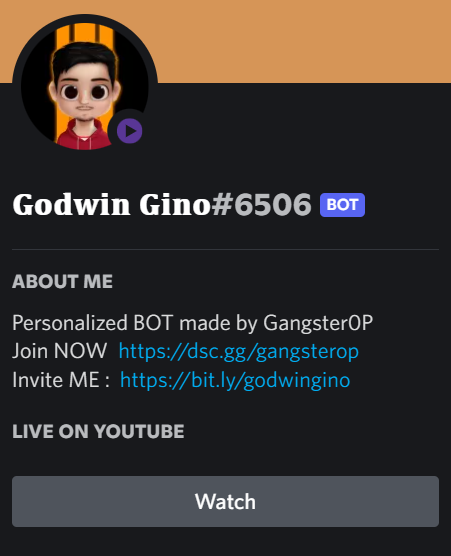 Godwin Gino#6506 BOT
ABOUT ME
Personalized BOT made by Gangster0P
Join NOW https://dsc.gg/gangsterop
Invite ME : https://bit.ly/godwingino
LIVE ON YOUTUBE
Watch